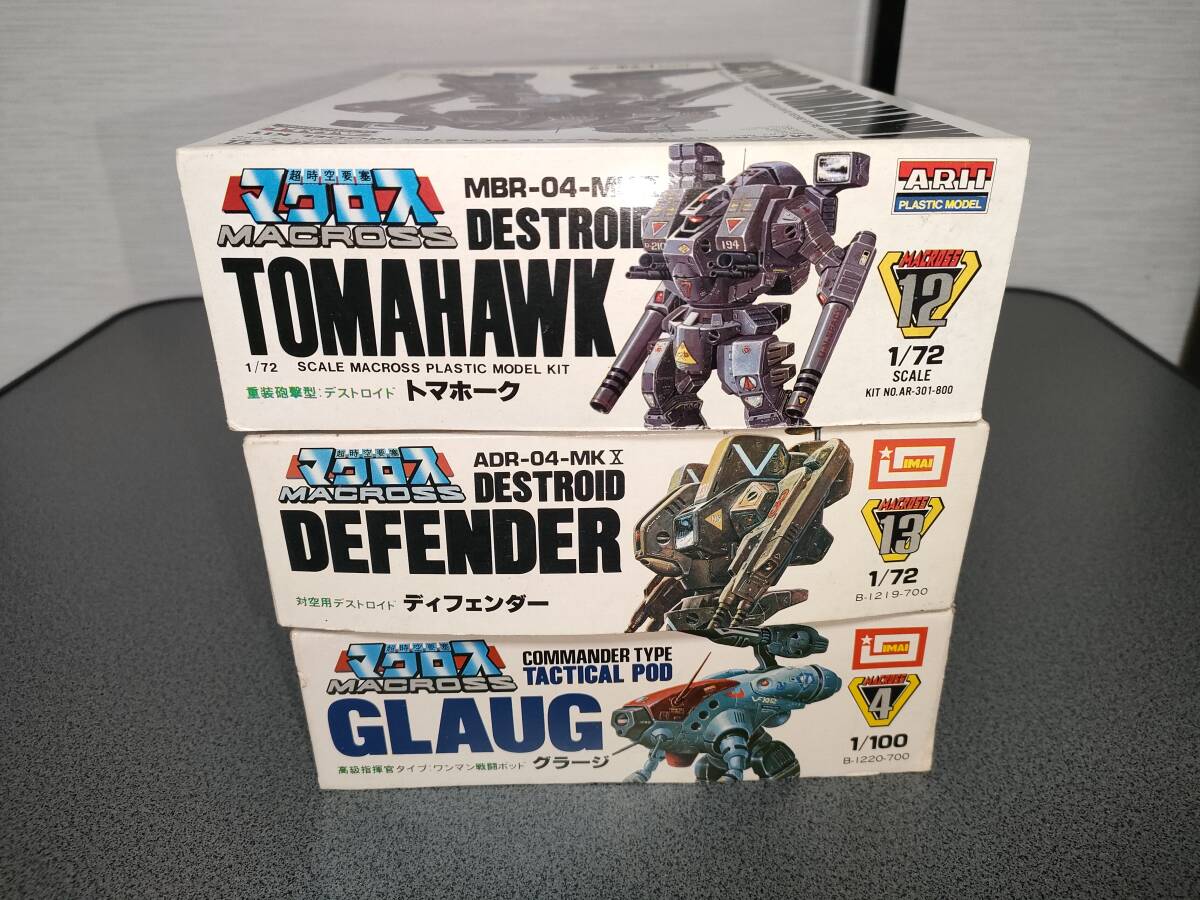 TOMAHAWK
超時空要塞
マクロス
MACROSS
MBR-04-M
DESTROID
TOMAHAWK
1/72 SCALE MACROSS PLASTIC MODEL KIT
重装砲撃型:デストロイド トマホーク
194
ARII
PLASTIC MODEL
MACROSS
12
1/72
SCALE
KIT NO.AR-301-800
超時空要塞
マクロス
MACROSS
ADR-04-MK X
DESTROID
DEFENDER
対空用デストロイド ディフェンダー
IMAI
MACROSS
13
1/72
B-1219-700
超時空要塞
マクロス
MACROSS
COMMANDER TYPE
TACTICAL POD
GLAUG
高級指揮官タイプ:ワンマン戦闘ポッド グラージ
IMAI
MACROSS
4
1/100
B-1220-700